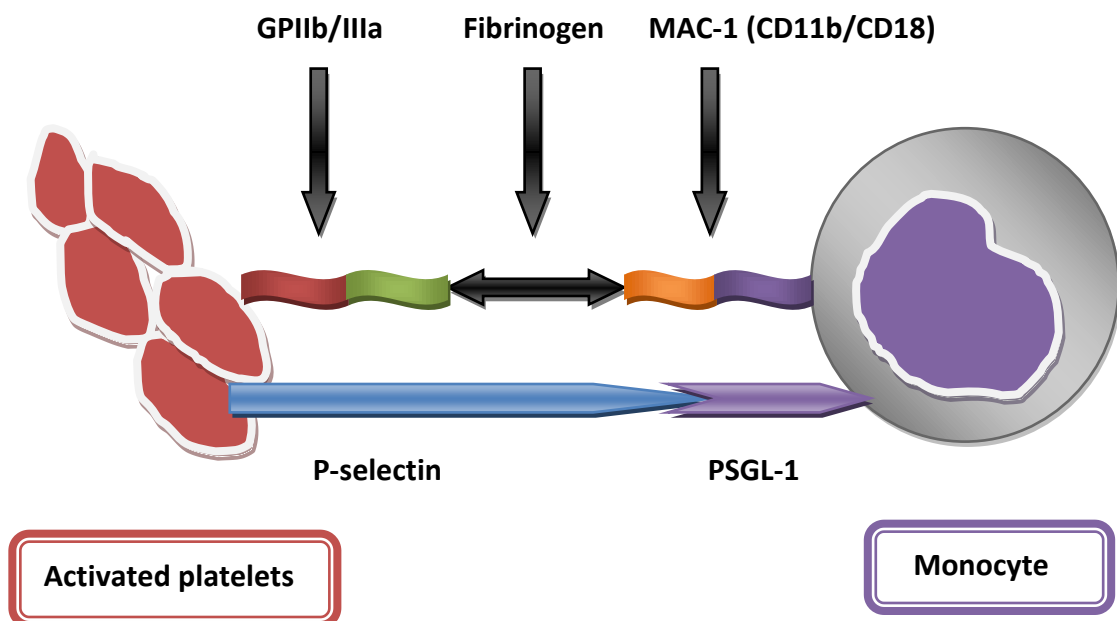 GPIIb/IIIa
Fibrinogen
MAC-1 (CD11b/CD18)
P-selectin
PSGL-1
Activated platelets
Monocyte